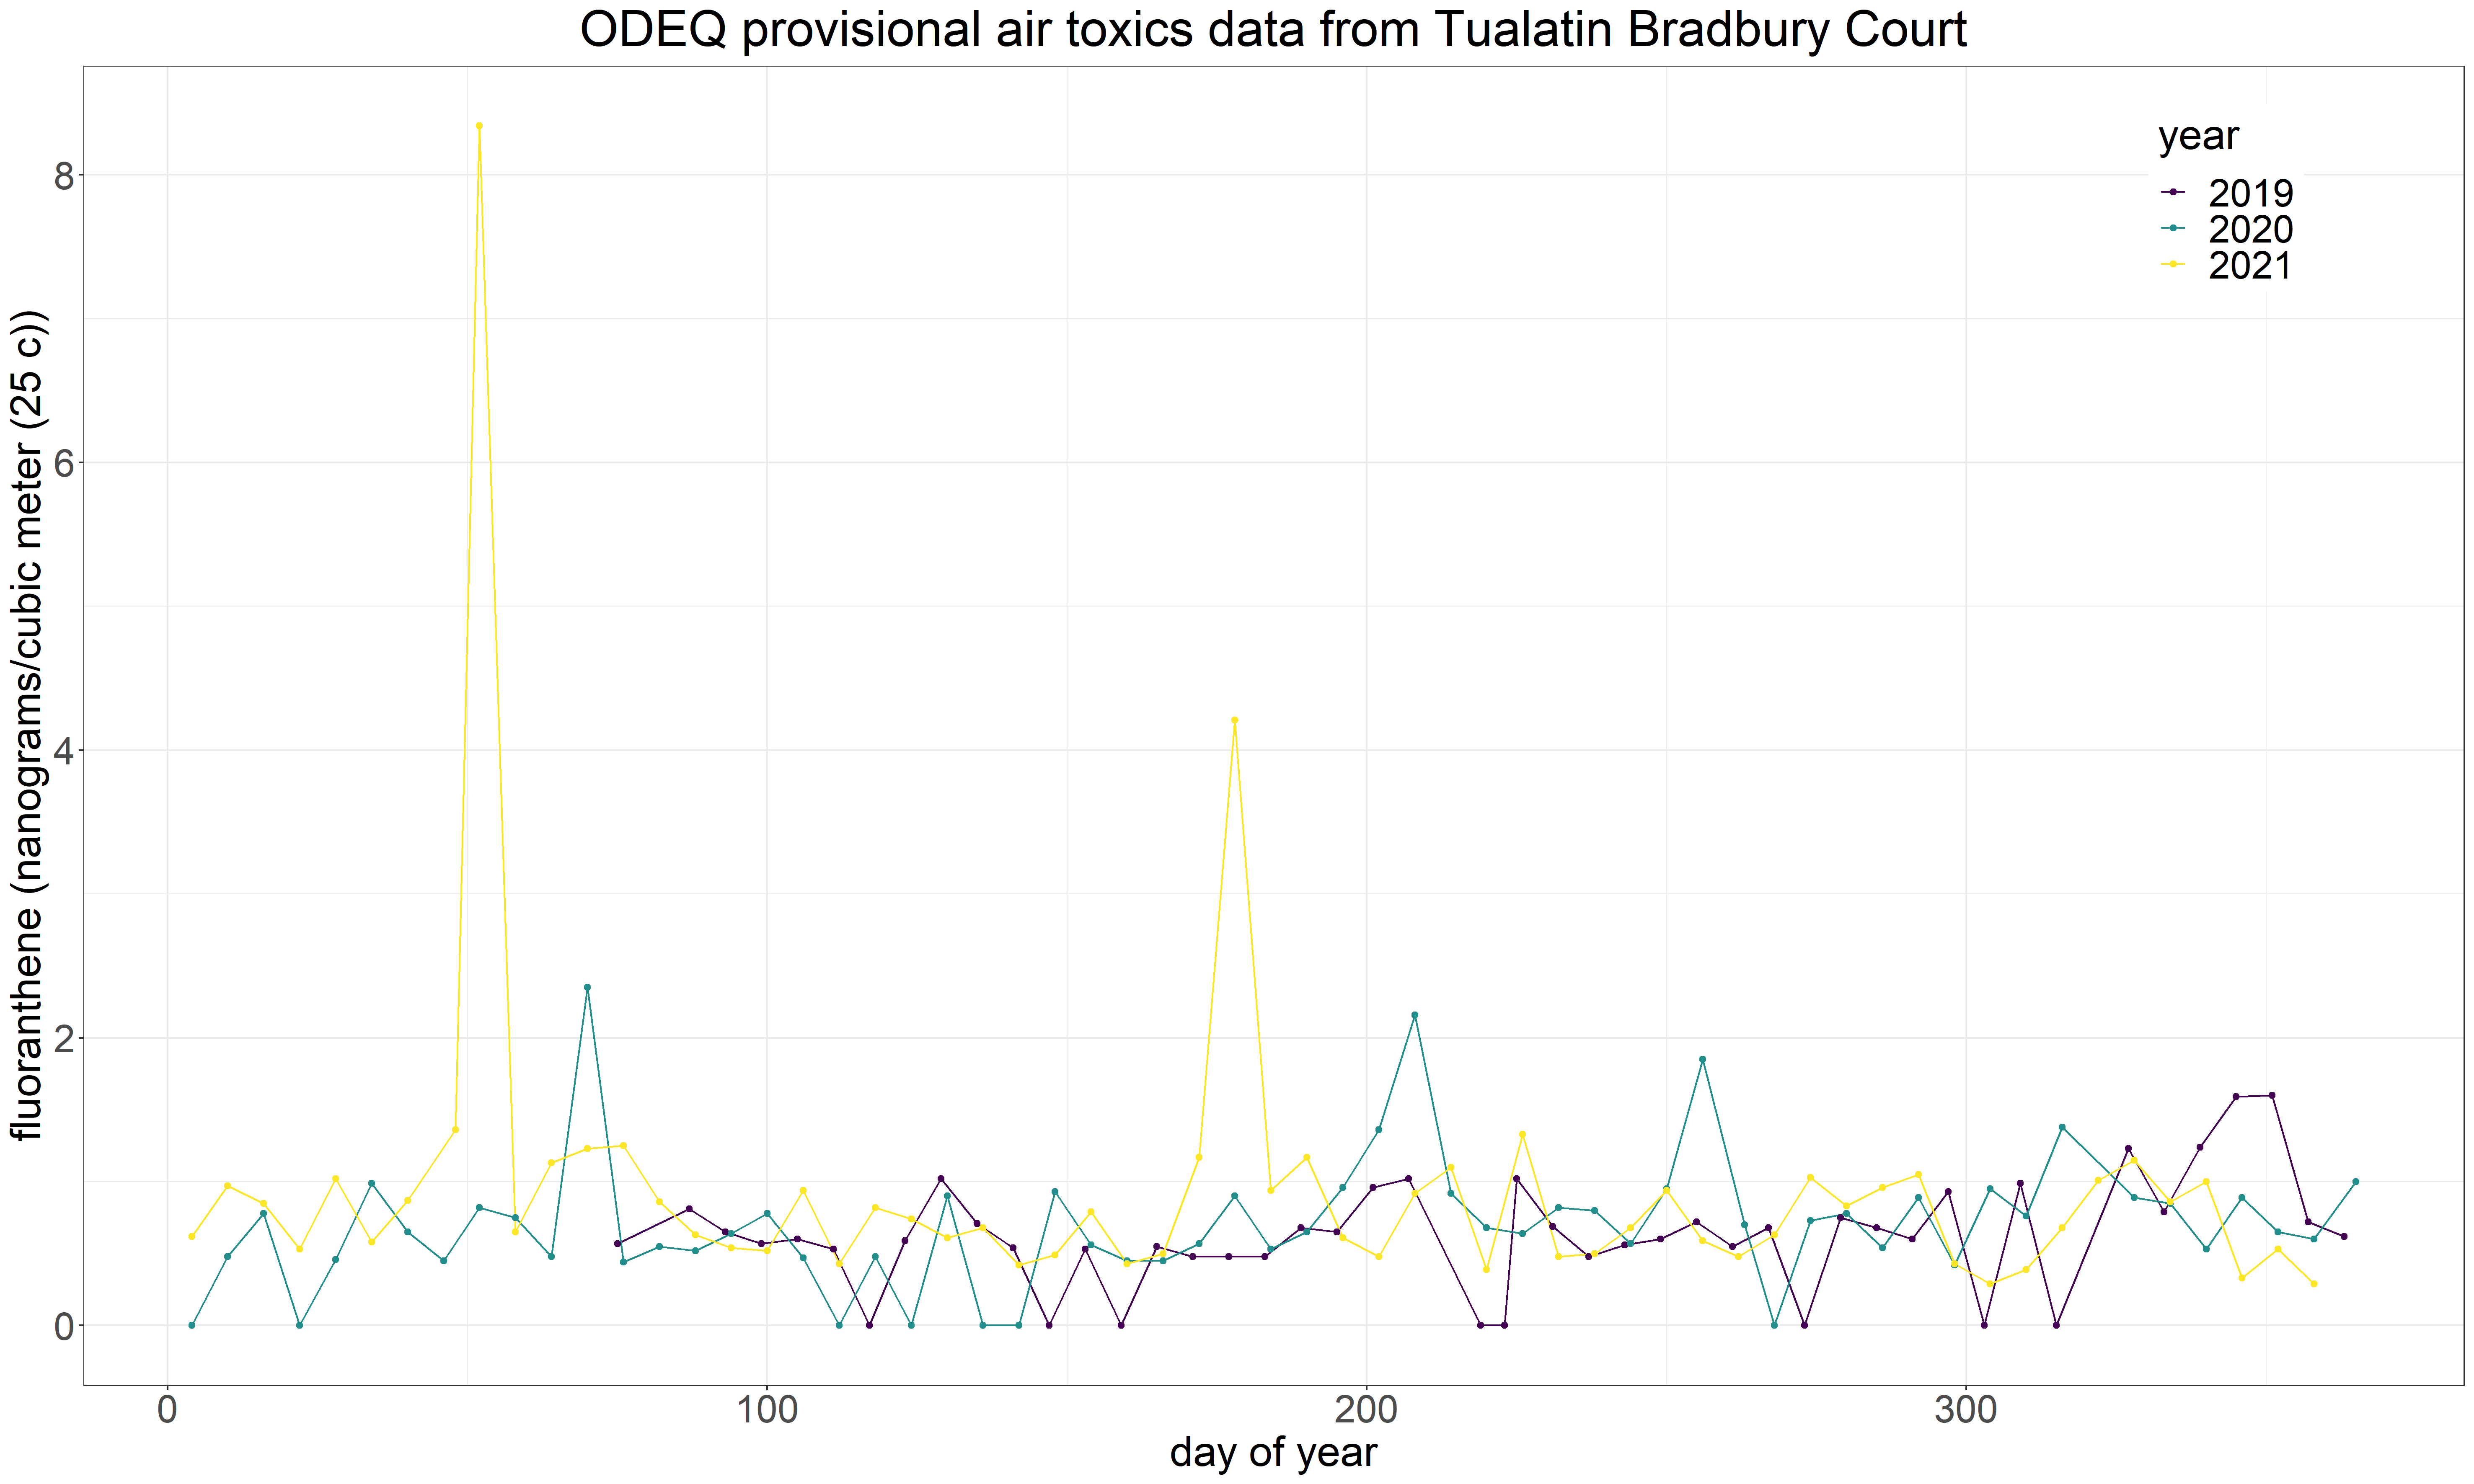 ODEQ provisional air toxics data from Tualatin Bradbury Court
fluoranthene (nanograms/cubic meter (25 c))
8
6
4
2
0
year
2019
2020
2021
0 100 200 300
day of year